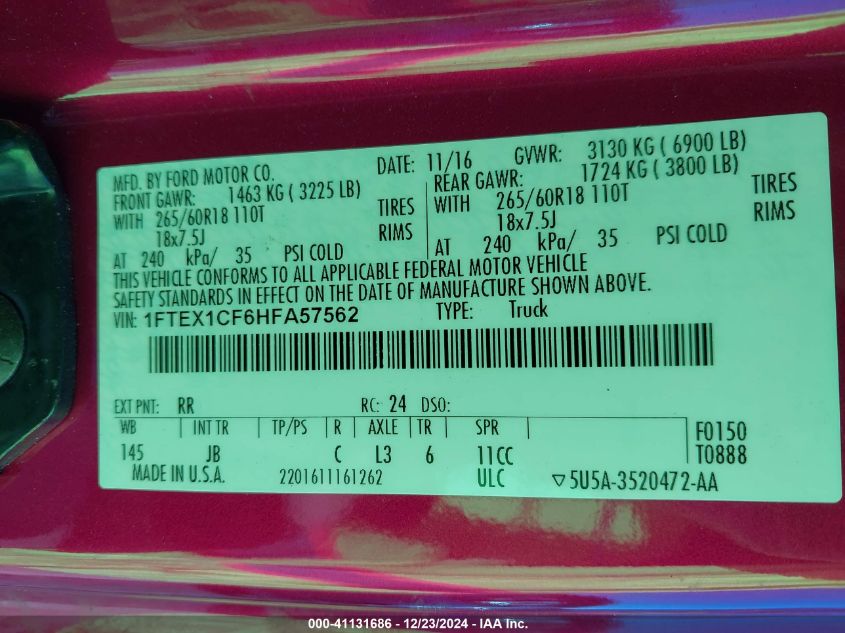 MFD. BY FORD MOTOR CO. DATE: 11/16 GVWR: 3130 KG ( 6900 LB)
FRONT GAWR: 1463 KG ( 3225 LB) REAR GAWR: 1724 KG ( 3800 LB)
WITH 265/60R18 110T TIRES WITH 265/60R18 110T TIRES
18x7.5J RIMS 18x7.5J RIMS
AT 240 kPa/ 35 PSI COLD AT 240 kPa/ 35 PSI COLD
THIS VEHICLE CONFORMS TO ALL APPLICABLE FEDERAL MOTOR VEHICLE
SAFETY STANDARDS IN EFFECT ON THE DATE OF MANUFACTURE SHOWN ABOVE.
VIN: 1FTEX1CF6HFA57562 TYPE: Truck
EXT PNT: RR RC: 24 DSO:
WB INT TR TP/PS R AXLE TR SPR F0150
145 JB C L3 6 11CC T0888
MADE IN U.S.A. 2201611161262 ULC ▽5U5A-3520472-AA
000-41131686 - 12/23/2024 - IAA Inc.